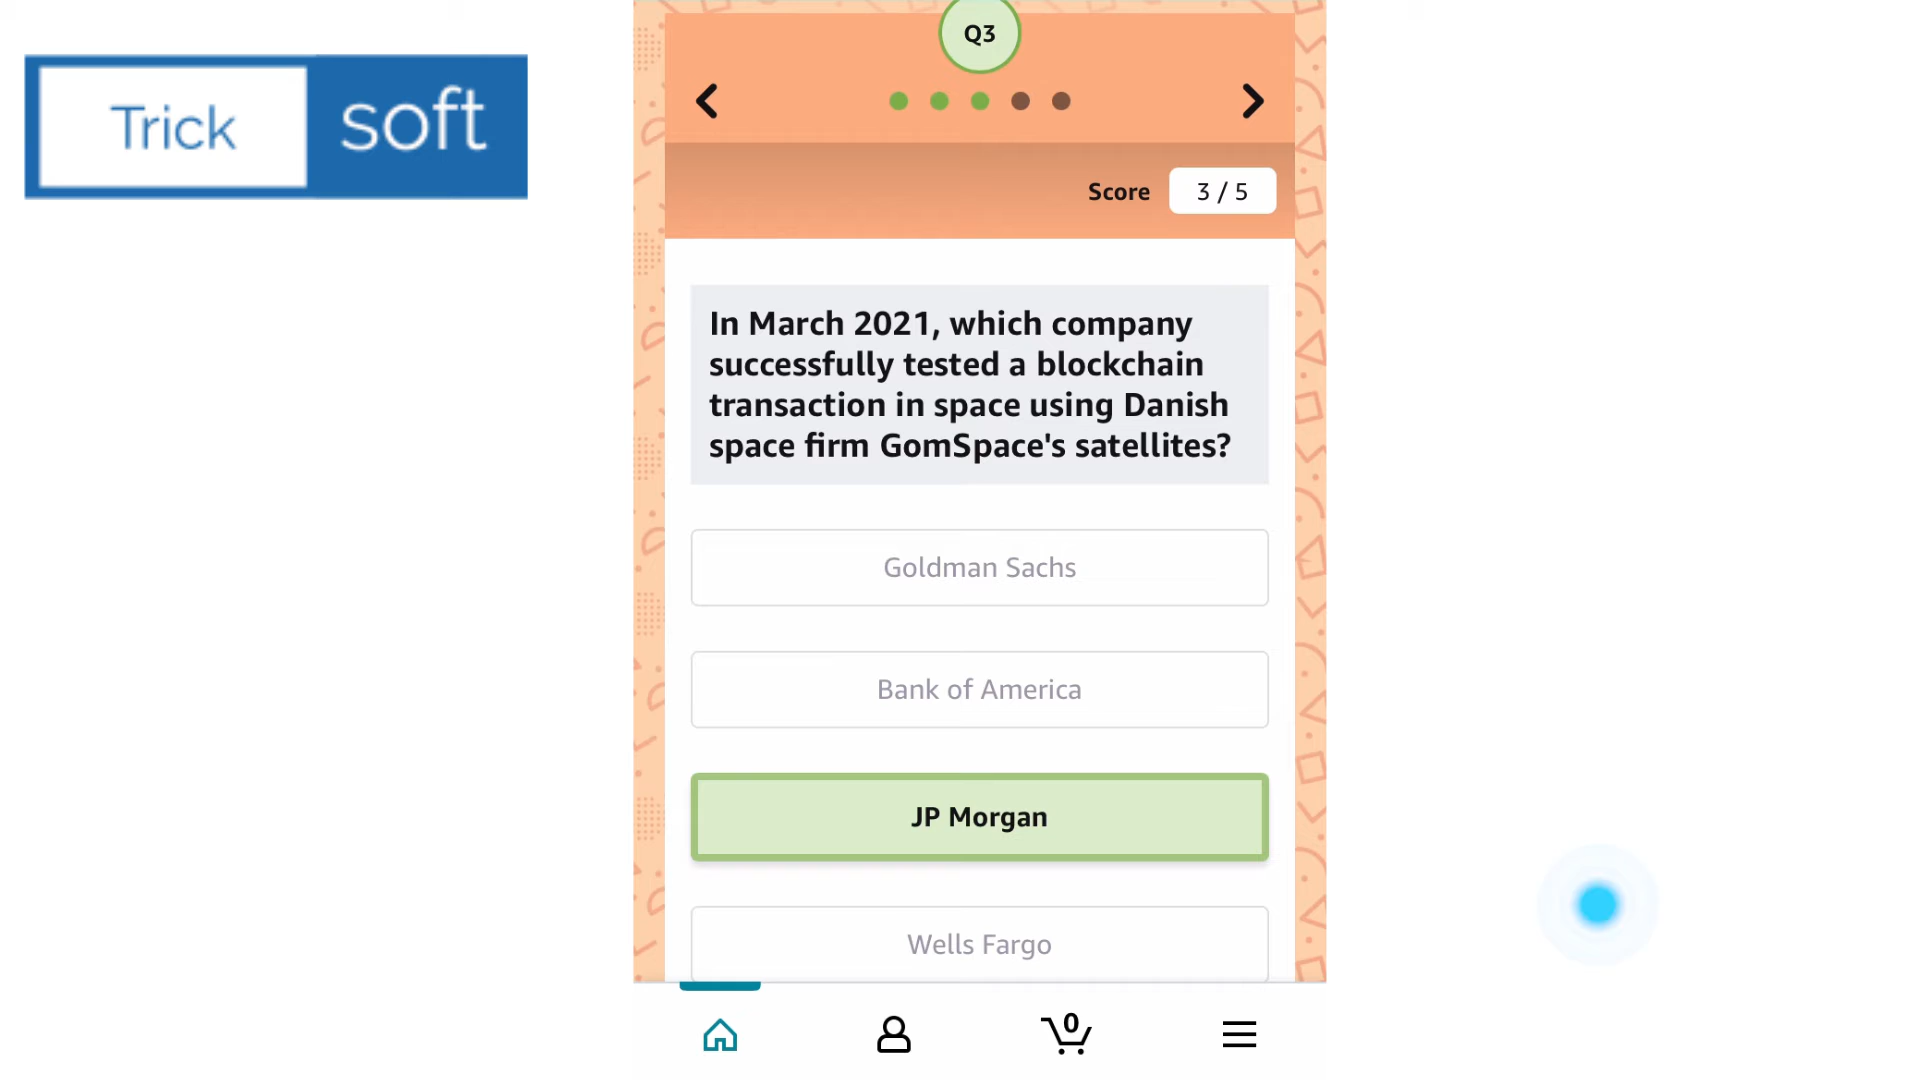 Trick soft
Q3
Score 3 / 5
In March 2021, which company
successfully tested a blockchain
transaction in space using Danish
space firm GomSpace's satellites?
Goldman Sachs
Bank of America
JP Morgan
Wells Fargo
0